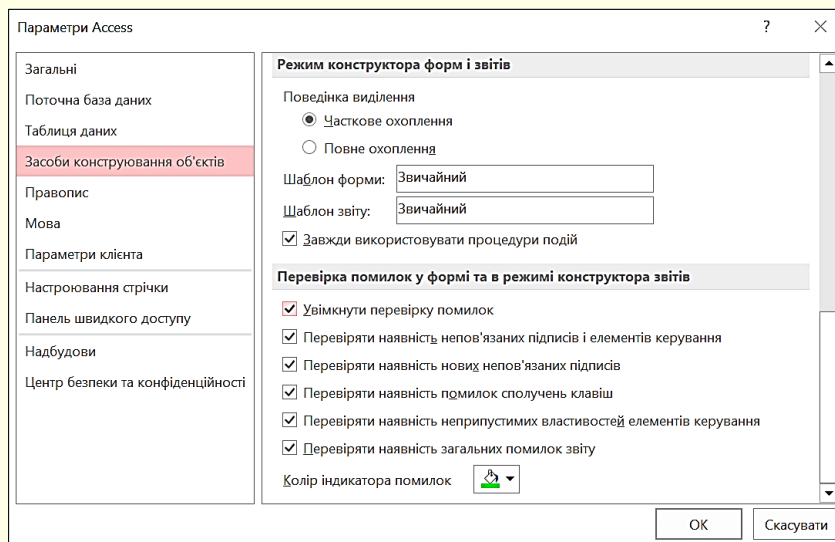 Параметри Access
Загальні
Поточна база даних
Таблиця даних
Засоби конструювання об'єктів
Правопис
Мова
Параметри клієнта
Настроювання стрічки
Панель швидкого доступу
Надбудови
Центр безпеки та конфіденційності
Режим конструктора форм і звітів
Поведінка виділення
Часткове охоплення
Повне охоплення
Шаблон форми: Звичайний
Шаблон звіту: Звичайний
Завжди використовувати процедури подій
Перевірка помилок у формі та в режимі конструктора звітів
Увімкнути перевірку помилок
Перевіряти наявність непов'язаних підписів і елементів керування
Перевіряти наявність нових непов'язаних підписів
Перевіряти наявність помилок сполучень клавіш
Перевіряти наявність неприпустимих властивостей елементів керування
Перевіряти наявність загальних помилок звіту
Колір індикатора помилок
ОК Скасувати